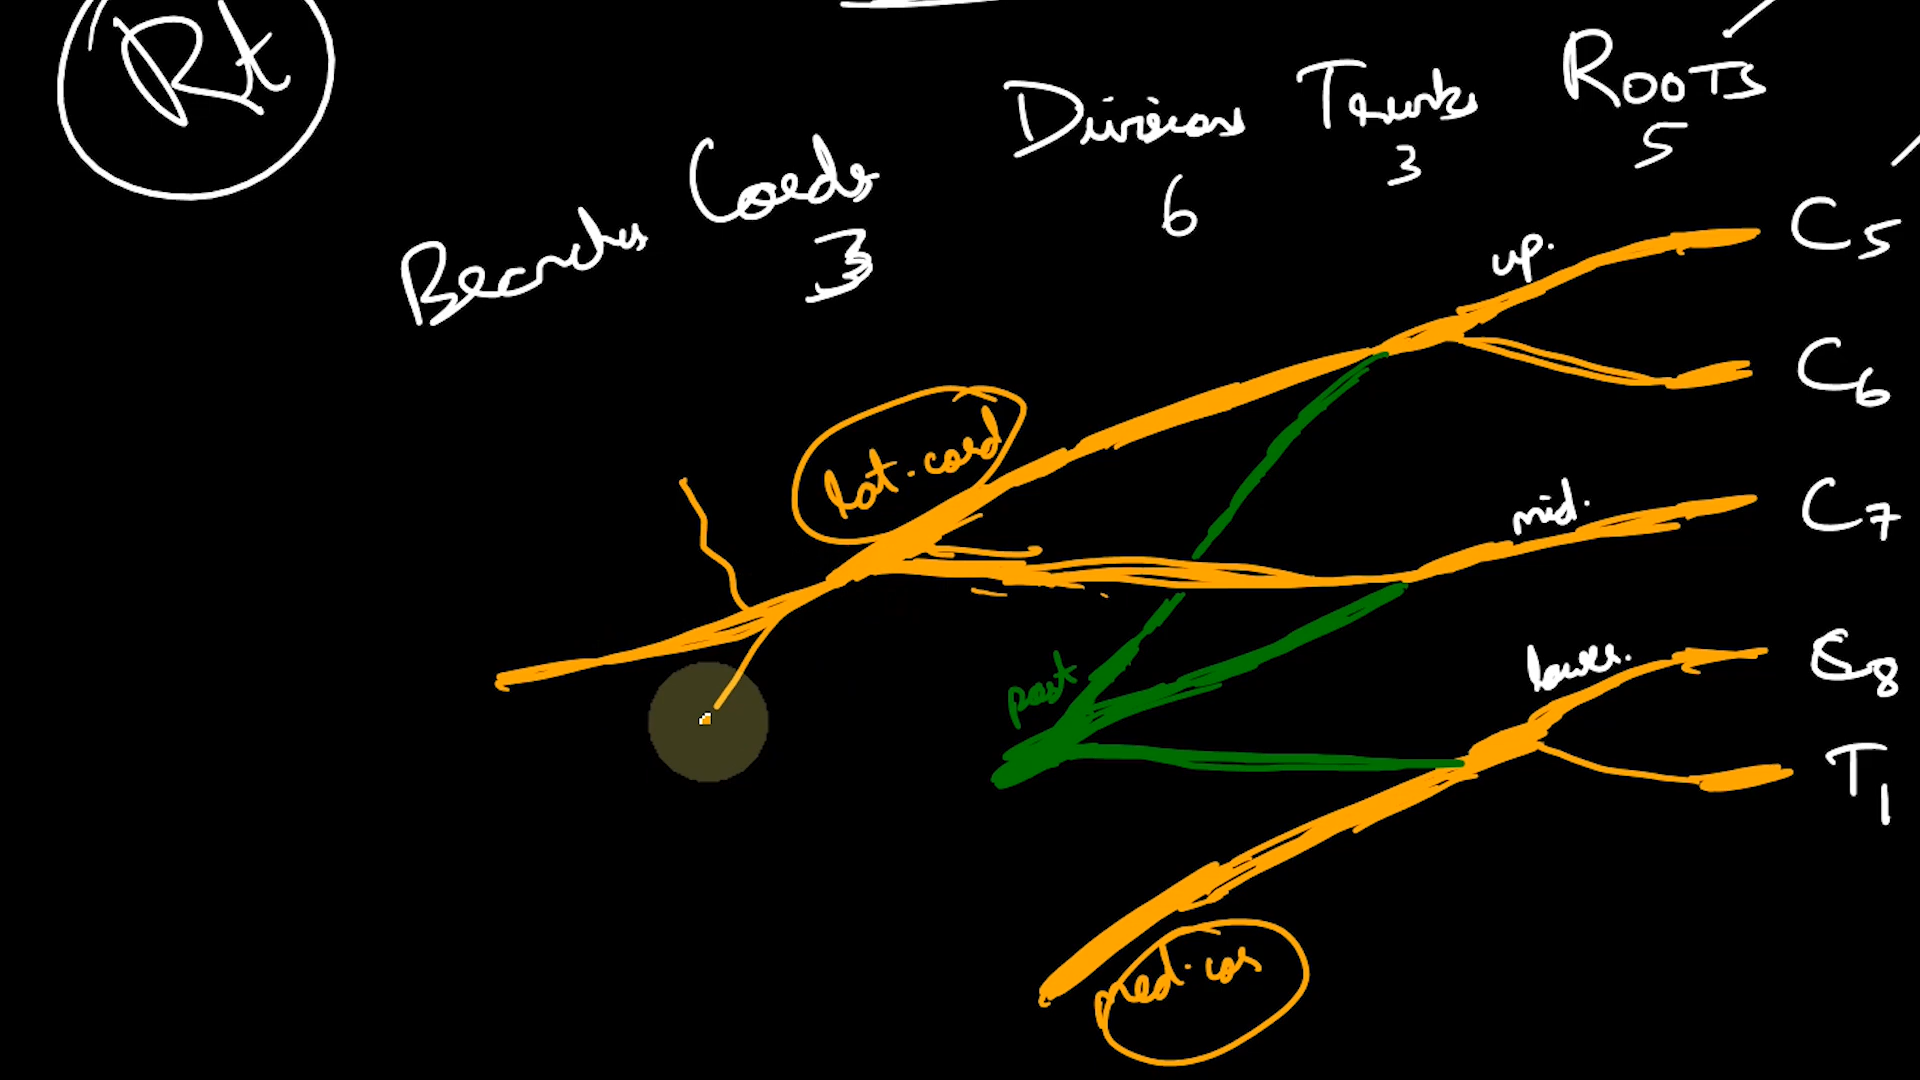 Rt
Branches Cords Divisions Trunks ROOTS
3 6 3 5
up. C5
C6
lat. cord
mid. C7
post
lower. C8
T1
med. cor